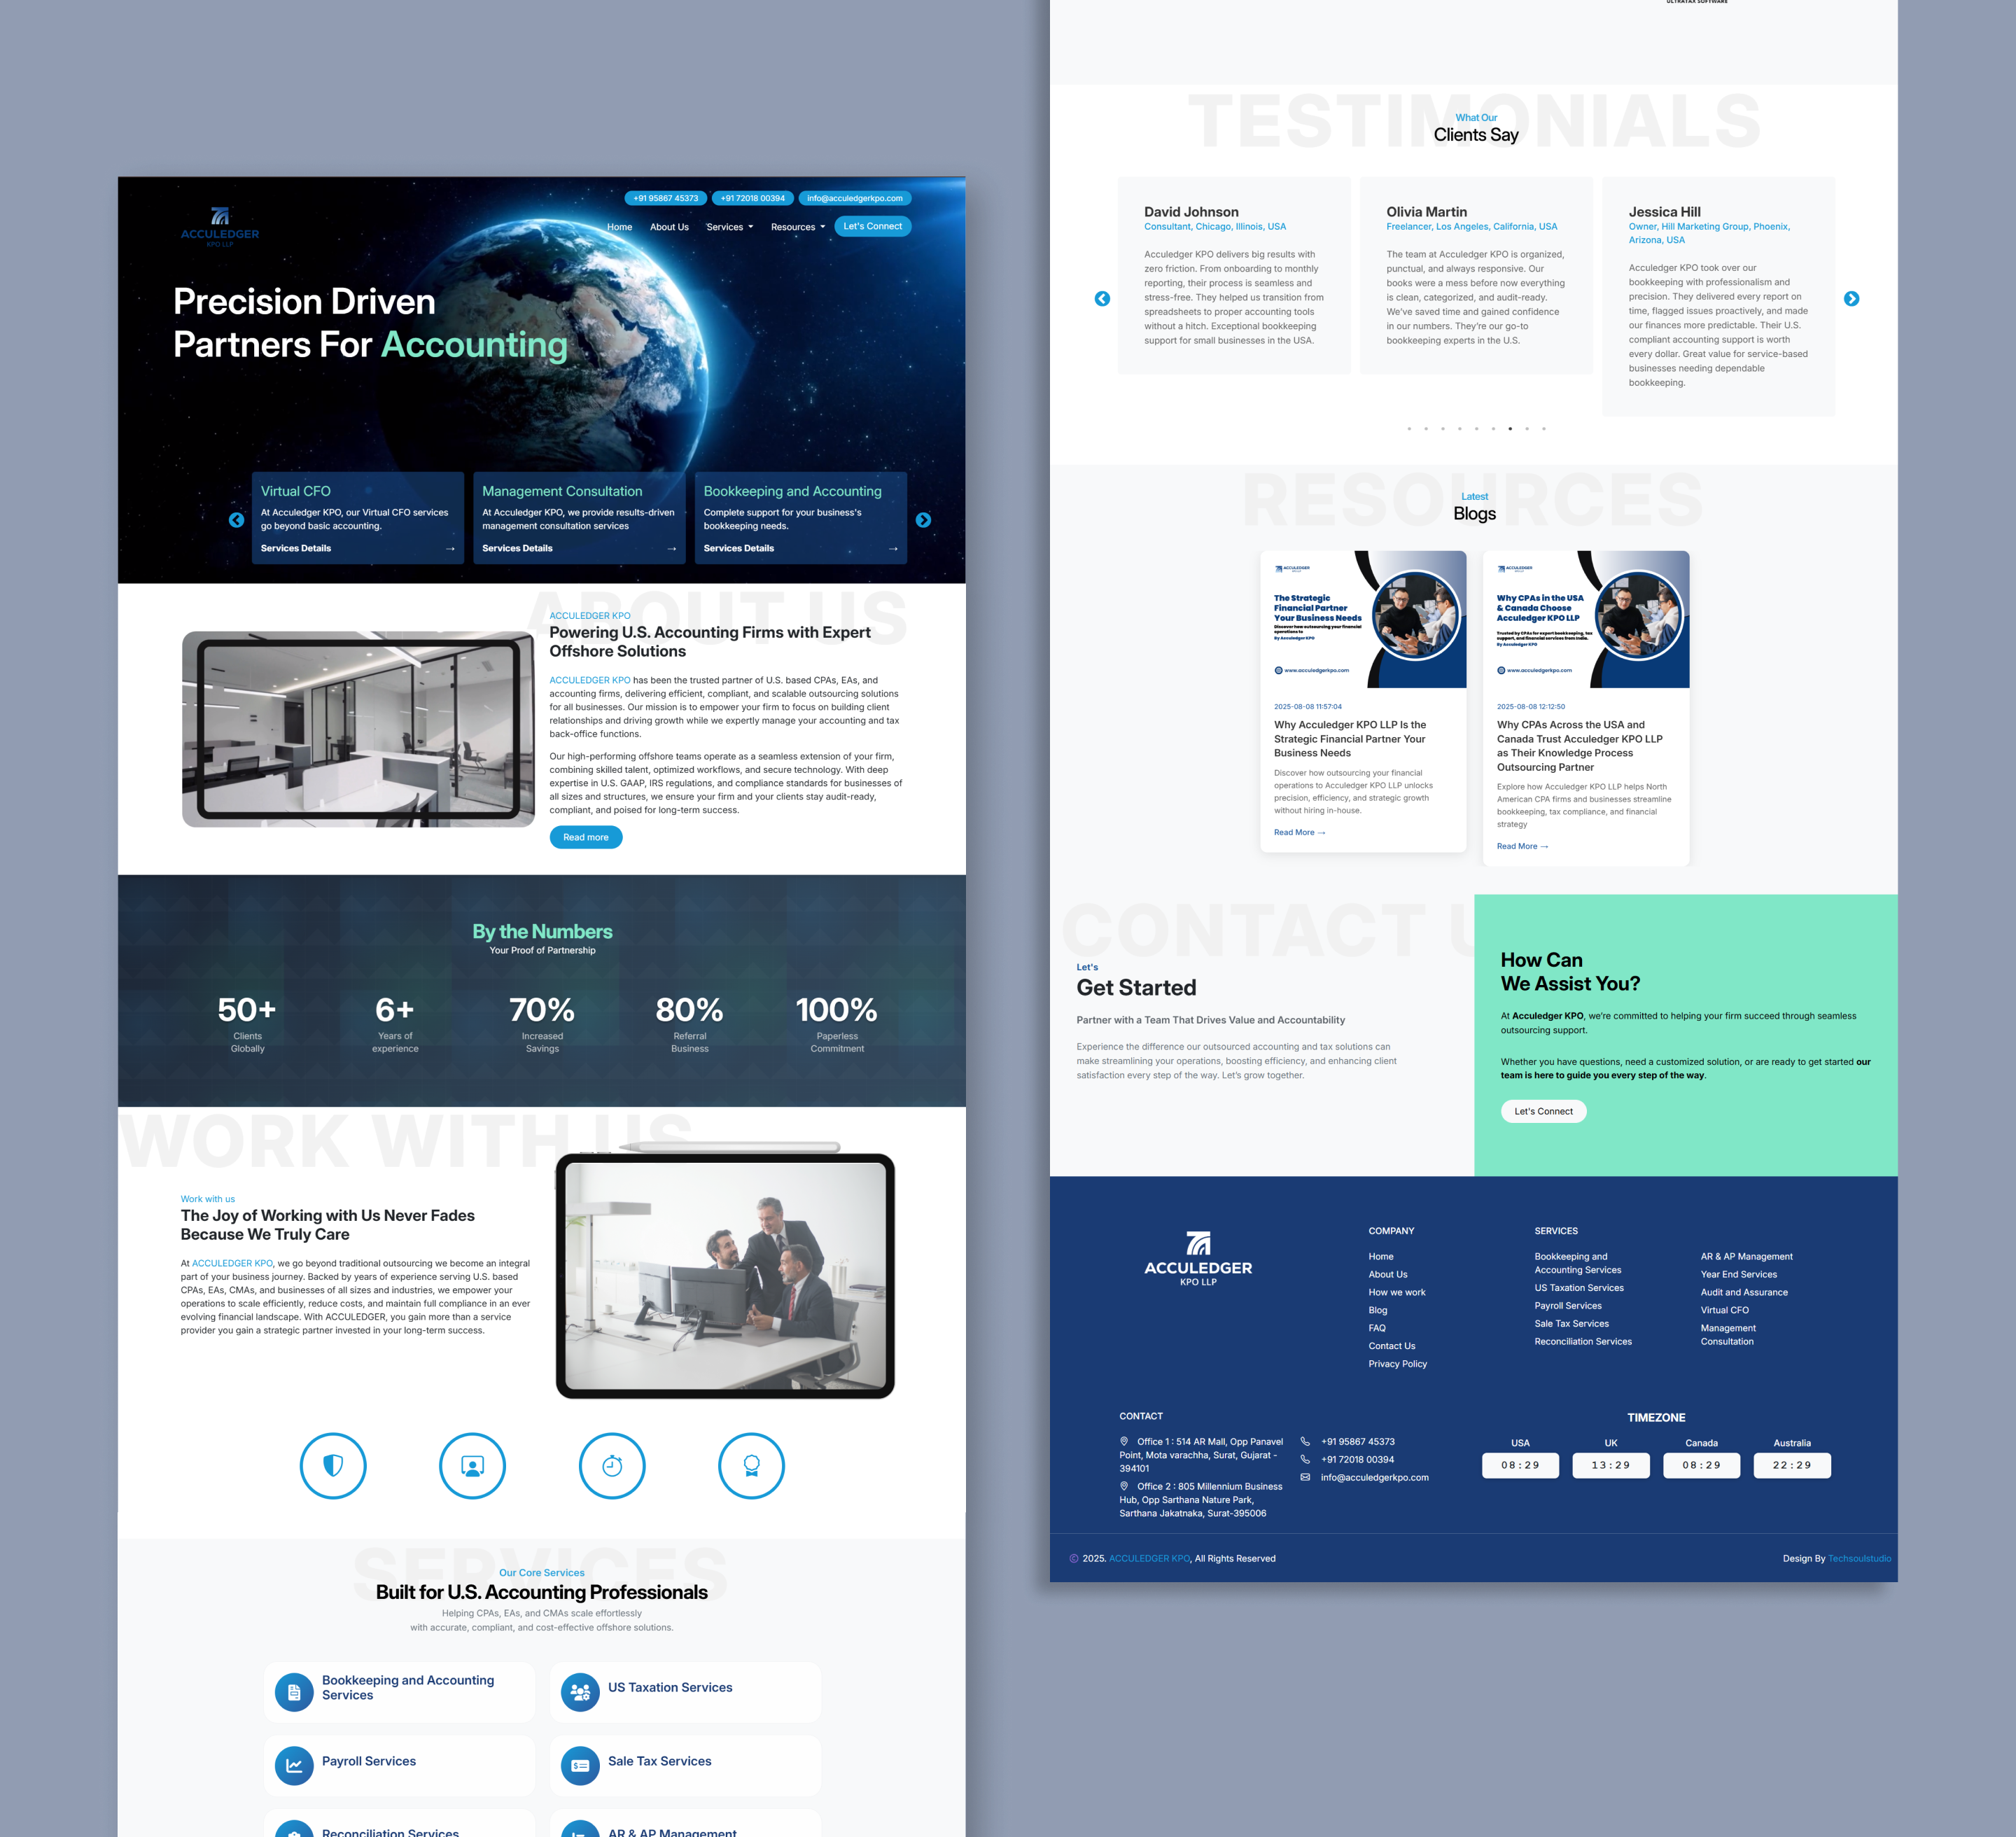 +91 95867 45373
+91 72018 00394
info@acculedgerkpo.com
ACCULEDGER
KPO LLP
Home
About Us
Services
Resources
Let's Connect
Precision Driven
Partners For Accounting
Virtual CFO
At Acculedger KPO, our Virtual CFO services
go beyond basic accounting.
Services Details →
Management Consultation
At Acculedger KPO, we provide results-driven
management consultation services
Services Details →
Bookkeeping and Accounting
Complete support for your business's
bookkeeping needs.
Services Details →
ABOUT US
ACCULEDGER KPO
Powering U.S. Accounting Firms with Expert
Offshore Solutions
ACCULEDGER KPO has been the trusted partner of U.S. based CPAs, EAs, and
accounting firms, delivering efficient, compliant, and scalable outsourcing solutions
for all businesses. Our mission is to empower your firm to focus on building client
relationships and driving growth while we expertly manage your accounting and tax
back-office functions.
Our high-performing offshore teams operate as a seamless extension of your firm,
combining skilled talent, optimized workflows, and secure technology. With deep
expertise in U.S. GAAP, IRS regulations, and compliance standards for businesses of
all sizes and structures, we ensure your firm and your clients stay audit-ready,
compliant, and poised for long-term success.
Read more
By the Numbers
Your Proof of Partnership
50+
Clients
Globally
6+
Years of
experience
70%
Increased
Savings
80%
Referral
Business
100%
Paperless
Commitment
WORK WITH US
Work with us
The Joy of Working with Us Never Fades
Because We Truly Care
At ACCULEDGER KPO, we go beyond traditional outsourcing we become an integral
part of your business journey. Backed by years of experience serving U.S. based
CPAs, EAs, CMAs, and businesses of all sizes and industries, we empower your
operations to scale efficiently, reduce costs, and maintain full compliance in an ever
evolving financial landscape. With ACCULEDGER, you gain more than a service
provider you gain a strategic partner invested in your long-term success.
SERVICES
Our Core Services
Built for U.S. Accounting Professionals
Helping CPAs, EAs, and CMAs scale effortlessly
with accurate, compliant, and cost-effective offshore solutions.
Bookkeeping and Accounting
Services
US Taxation Services
Payroll Services
Sale Tax Services
Reconciliation Services
AR & AP Management
ULTRATAX SOFTWARE
TESTIMONIALS
What Our
Clients Say
David Johnson
Consultant, Chicago, Illinois, USA
Acculedger KPO delivers big results with
zero friction. From onboarding to monthly
reporting, their process is seamless and
stress-free. They helped us transition from
spreadsheets to proper accounting tools
without a hitch. Exceptional bookkeeping
support for small businesses in the USA.
Olivia Martin
Freelancer, Los Angeles, California, USA
The team at Acculedger KPO is organized,
punctual, and always responsive. Our
books were a mess before now everything
is clean, categorized, and audit-ready.
We've saved time and gained confidence
in our numbers. They're our go-to
bookkeeping experts in the U.S.
Jessica Hill
Owner, Hill Marketing Group, Phoenix,
Arizona, USA
Acculedger KPO took over our
bookkeeping with professionalism and
precision. They delivered every report on
time, flagged issues proactively, and made
our finances more predictable. Their U.S.
compliant accounting support is worth
every dollar. Great value for service-based
businesses needing dependable
bookkeeping.
RESOURCES
Latest
Blogs
ACCULEDGER
The Strategic
Financial Partner
Your Business Needs
Discover how outsourcing your financial
operations to
By Acculedger KPO
www.acculedgerkpo.com
2025-08-08 11:57:04
Why Acculedger KPO LLP Is the
Strategic Financial Partner Your
Business Needs
Discover how outsourcing your financial
operations to Acculedger KPO LLP unlocks
precision, efficiency, and strategic growth
without hiring in-house.
Read More →
ACCULEDGER
Why CPAs in the USA
& Canada Choose
Acculedger KPO LLP
Trusted by CPAs for expert bookkeeping, tax
support, and financial services from India.
By Acculedger KPO
www.acculedgerkpo.com
2025-08-08 12:12:50
Why CPAs Across the USA and
Canada Trust Acculedger KPO LLP
as Their Knowledge Process
Outsourcing Partner
Explore how Acculedger KPO LLP helps North
American CPA firms and businesses streamline
bookkeeping, tax compliance, and financial
strategy
Read More →
CONTACT U
Let's
Get Started
Partner with a Team That Drives Value and Accountability
Experience the difference our outsourced accounting and tax solutions can
make streamlining your operations, boosting efficiency, and enhancing client
satisfaction every step of the way. Let's grow together.
How Can
We Assist You?
At Acculedger KPO, we're committed to helping your firm succeed through seamless
outsourcing support.
Whether you have questions, need a customized solution, or are ready to get started our
team is here to guide you every step of the way.
Let's Connect
ACCULEDGER
KPO LLP
COMPANY
Home
About Us
How we work
Blog
FAQ
Contact Us
Privacy Policy
SERVICES
Bookkeeping and
Accounting Services
US Taxation Services
Payroll Services
Sale Tax Services
Reconciliation Services
AR & AP Management
Year End Services
Audit and Assurance
Virtual CFO
Management
Consultation
CONTACT
Office 1 : 514 AR Mall, Opp Panavel
Point, Mota varachha, Surat, Gujarat -
394101
Office 2 : 805 Millennium Business
Hub, Opp Sarthana Nature Park,
Sarthana Jakatnaka, Surat-395006
+91 95867 45373
+91 72018 00394
info@acculedgerkpo.com
TIMEZONE
USA
08:29
UK
13:29
Canada
08:29
Australia
22:29
© 2025. ACCULEDGER KPO, All Rights Reserved
Design By Techsoulstudio